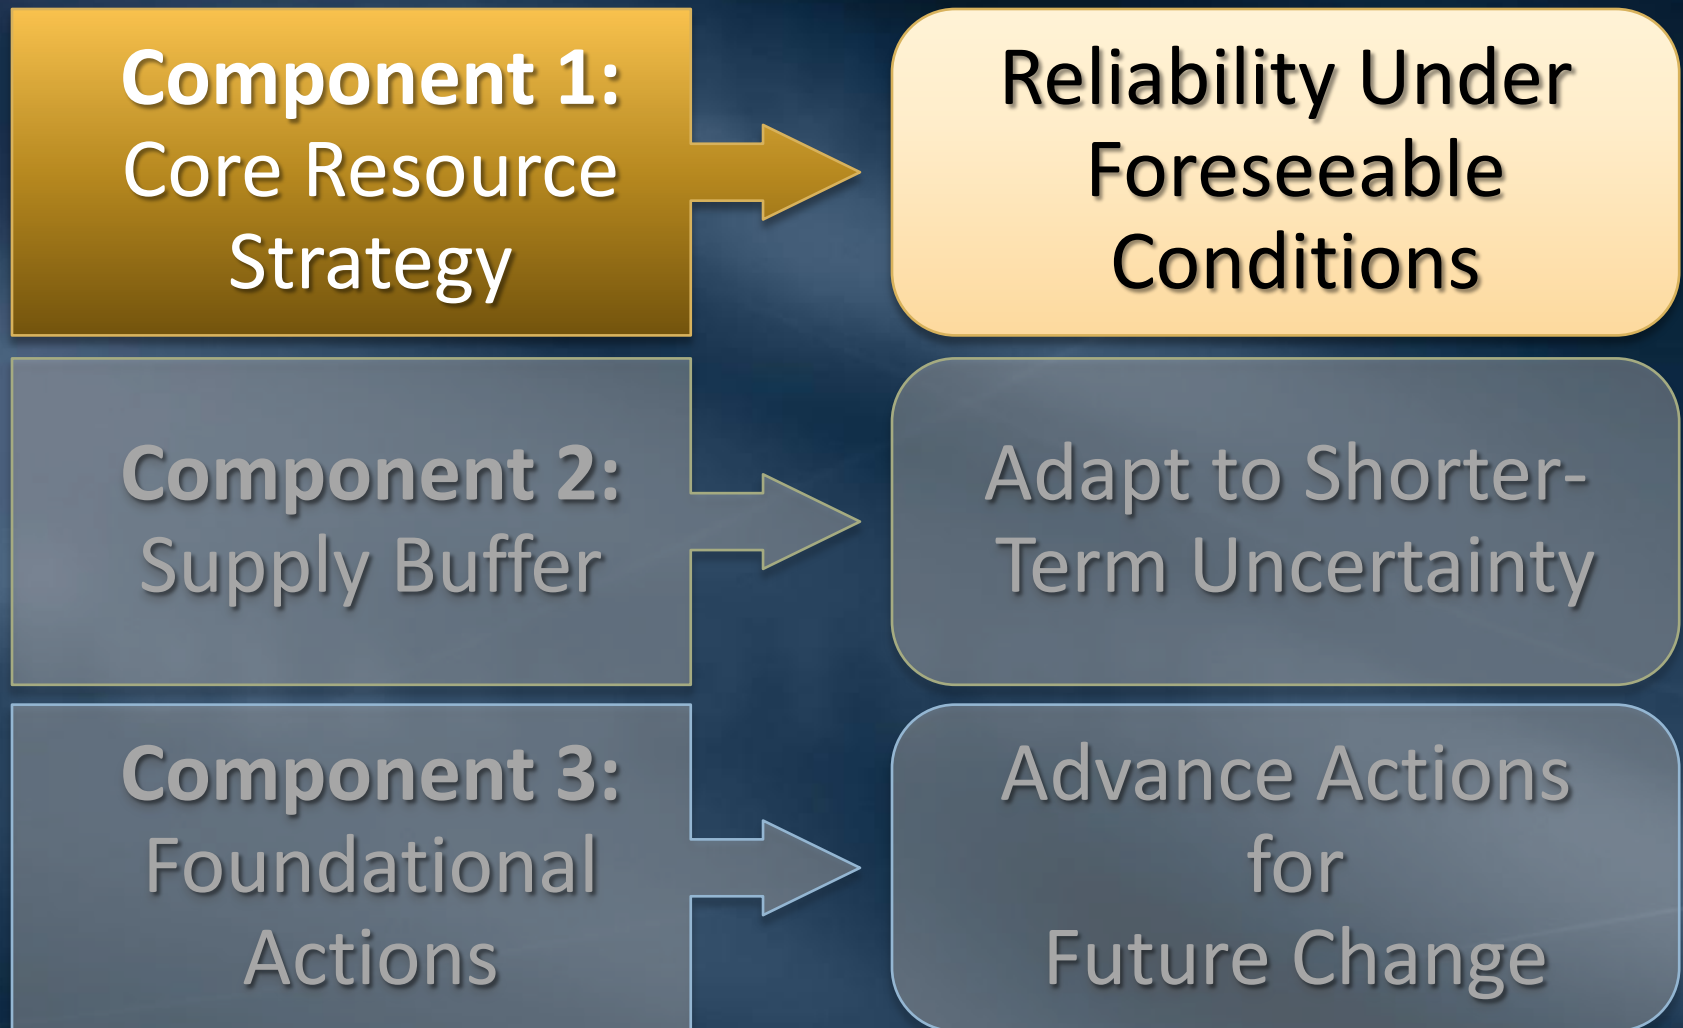 Component 1:
Core Resource
Strategy
Reliability Under
Foreseeable
Conditions
Component 2:
Supply Buffer
Adapt to Shorter-
Term Uncertainty
Component 3:
Foundational
Actions
Advance Actions
for
Future Change